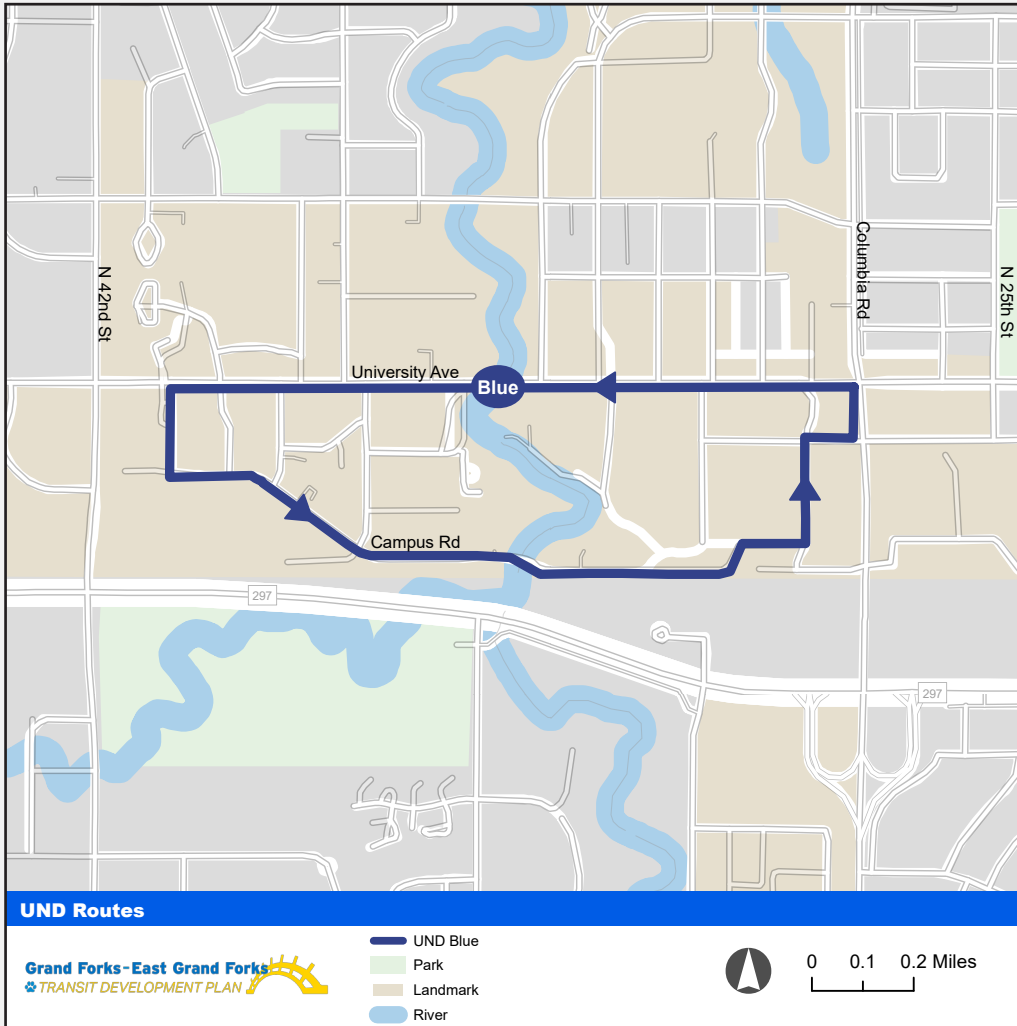 Columbia Rd
N 42nd St
N 25th St
University Ave
Blue
Campus Rd
297
297
UND Routes
UND Blue
Park
Landmark
River
Grand Forks-East Grand Forks
TRANSIT DEVELOPMENT PLAN
0 0.1 0.2 Miles